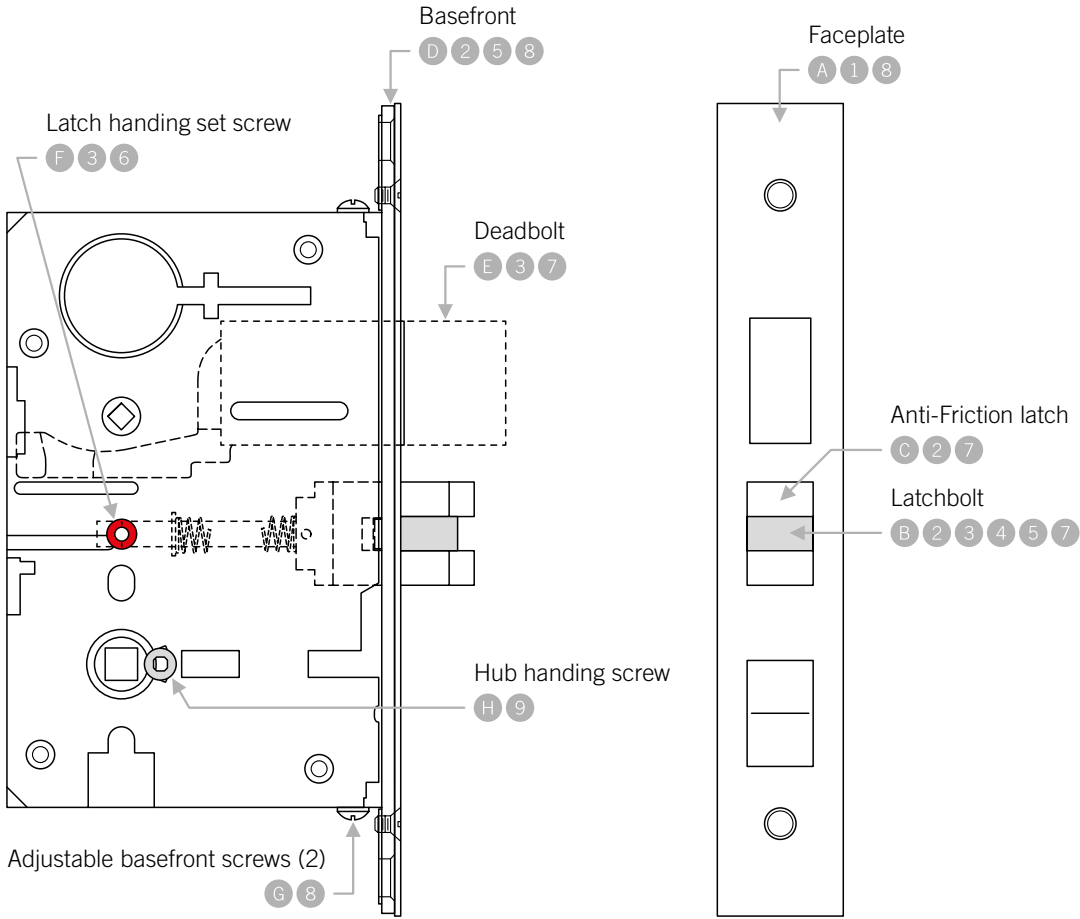 Basefront
D 2 5 8
Faceplate
A 1 8
Latch handing set screw
F 3 6
Deadbolt
E 3 7
Anti-Friction latch
C 2 7
Latchbolt
B 2 3 4 5 7
Hub handing screw
H 9
Adjustable basefront screws (2)
G 8